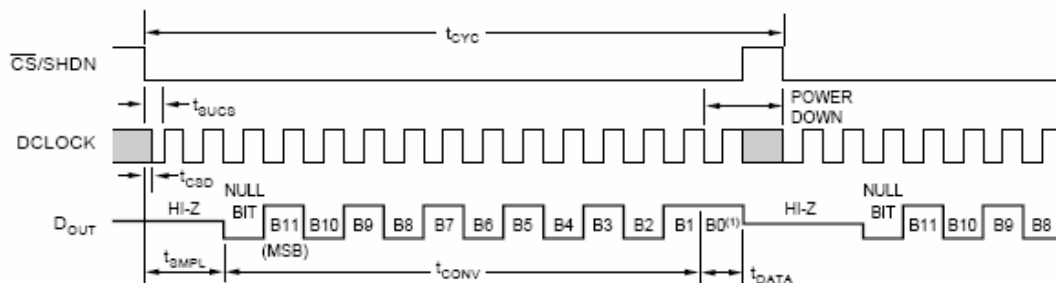 tCYC
CS/SHDN
tSUCS
POWER
DOWN
DCLOCK
tCSD
NULL
BIT
HI-Z
HI-Z
NULL
BIT
DOUT
B11 B10 B9 B8 B7 B6 B5 B4 B3 B2 B1 B0(1)
B11 B10 B9 B8
(MSB)
tSMPL
tCONV
tDATA